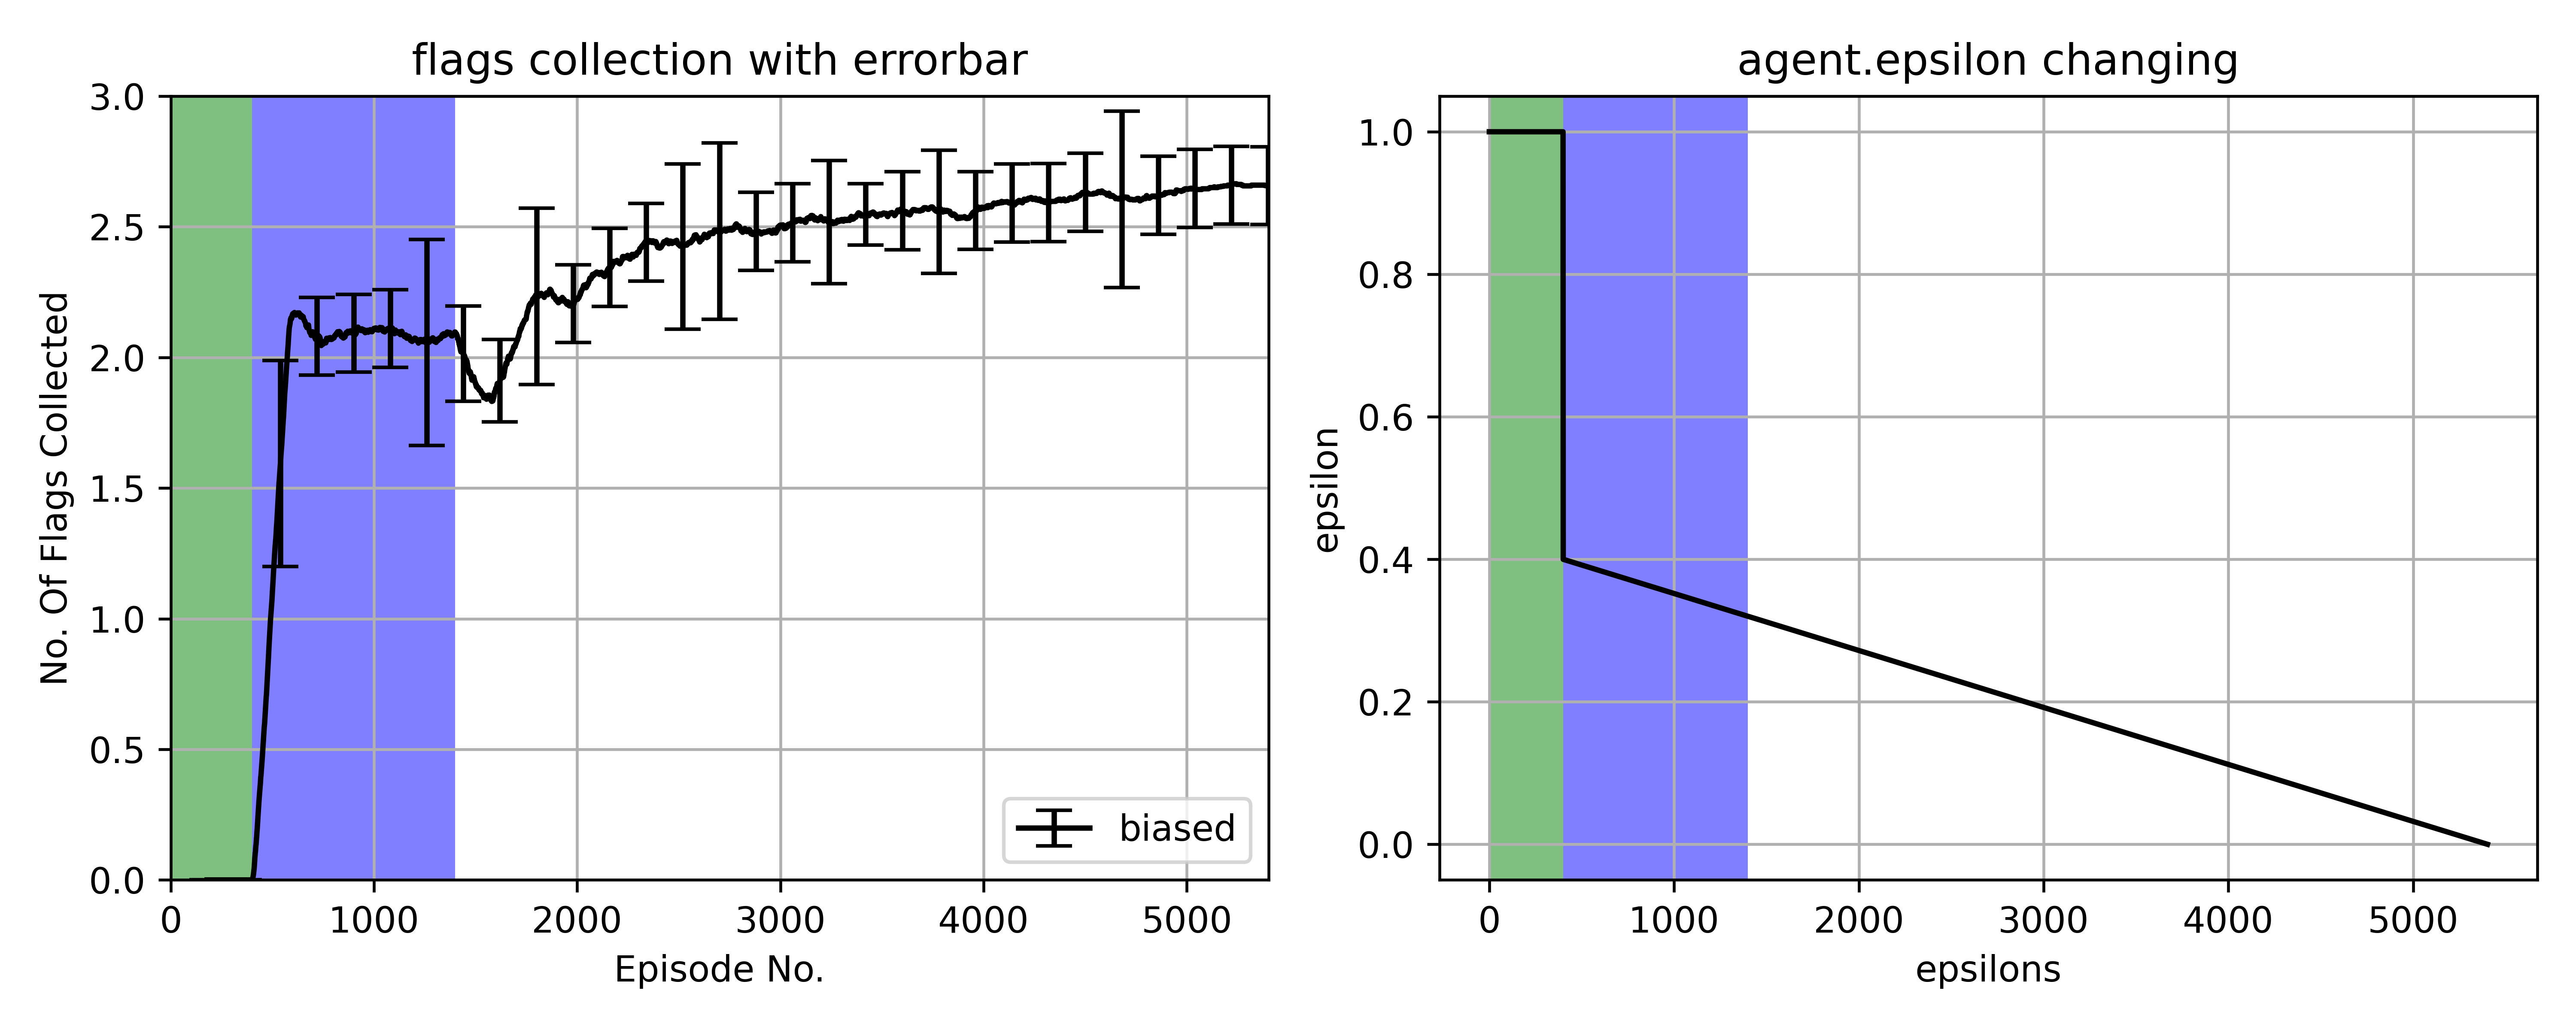 flags collection with errorbar
3.0
2.5
2.0
1.5
1.0
0.5
0.0
No. Of Flags Collected
0 1000 2000 3000 4000 5000
Episode No.
biased
agent.epsilon changing
1.0
0.8
0.6
0.4
0.2
0.0
epsilon
0 1000 2000 3000 4000 5000
epsilons